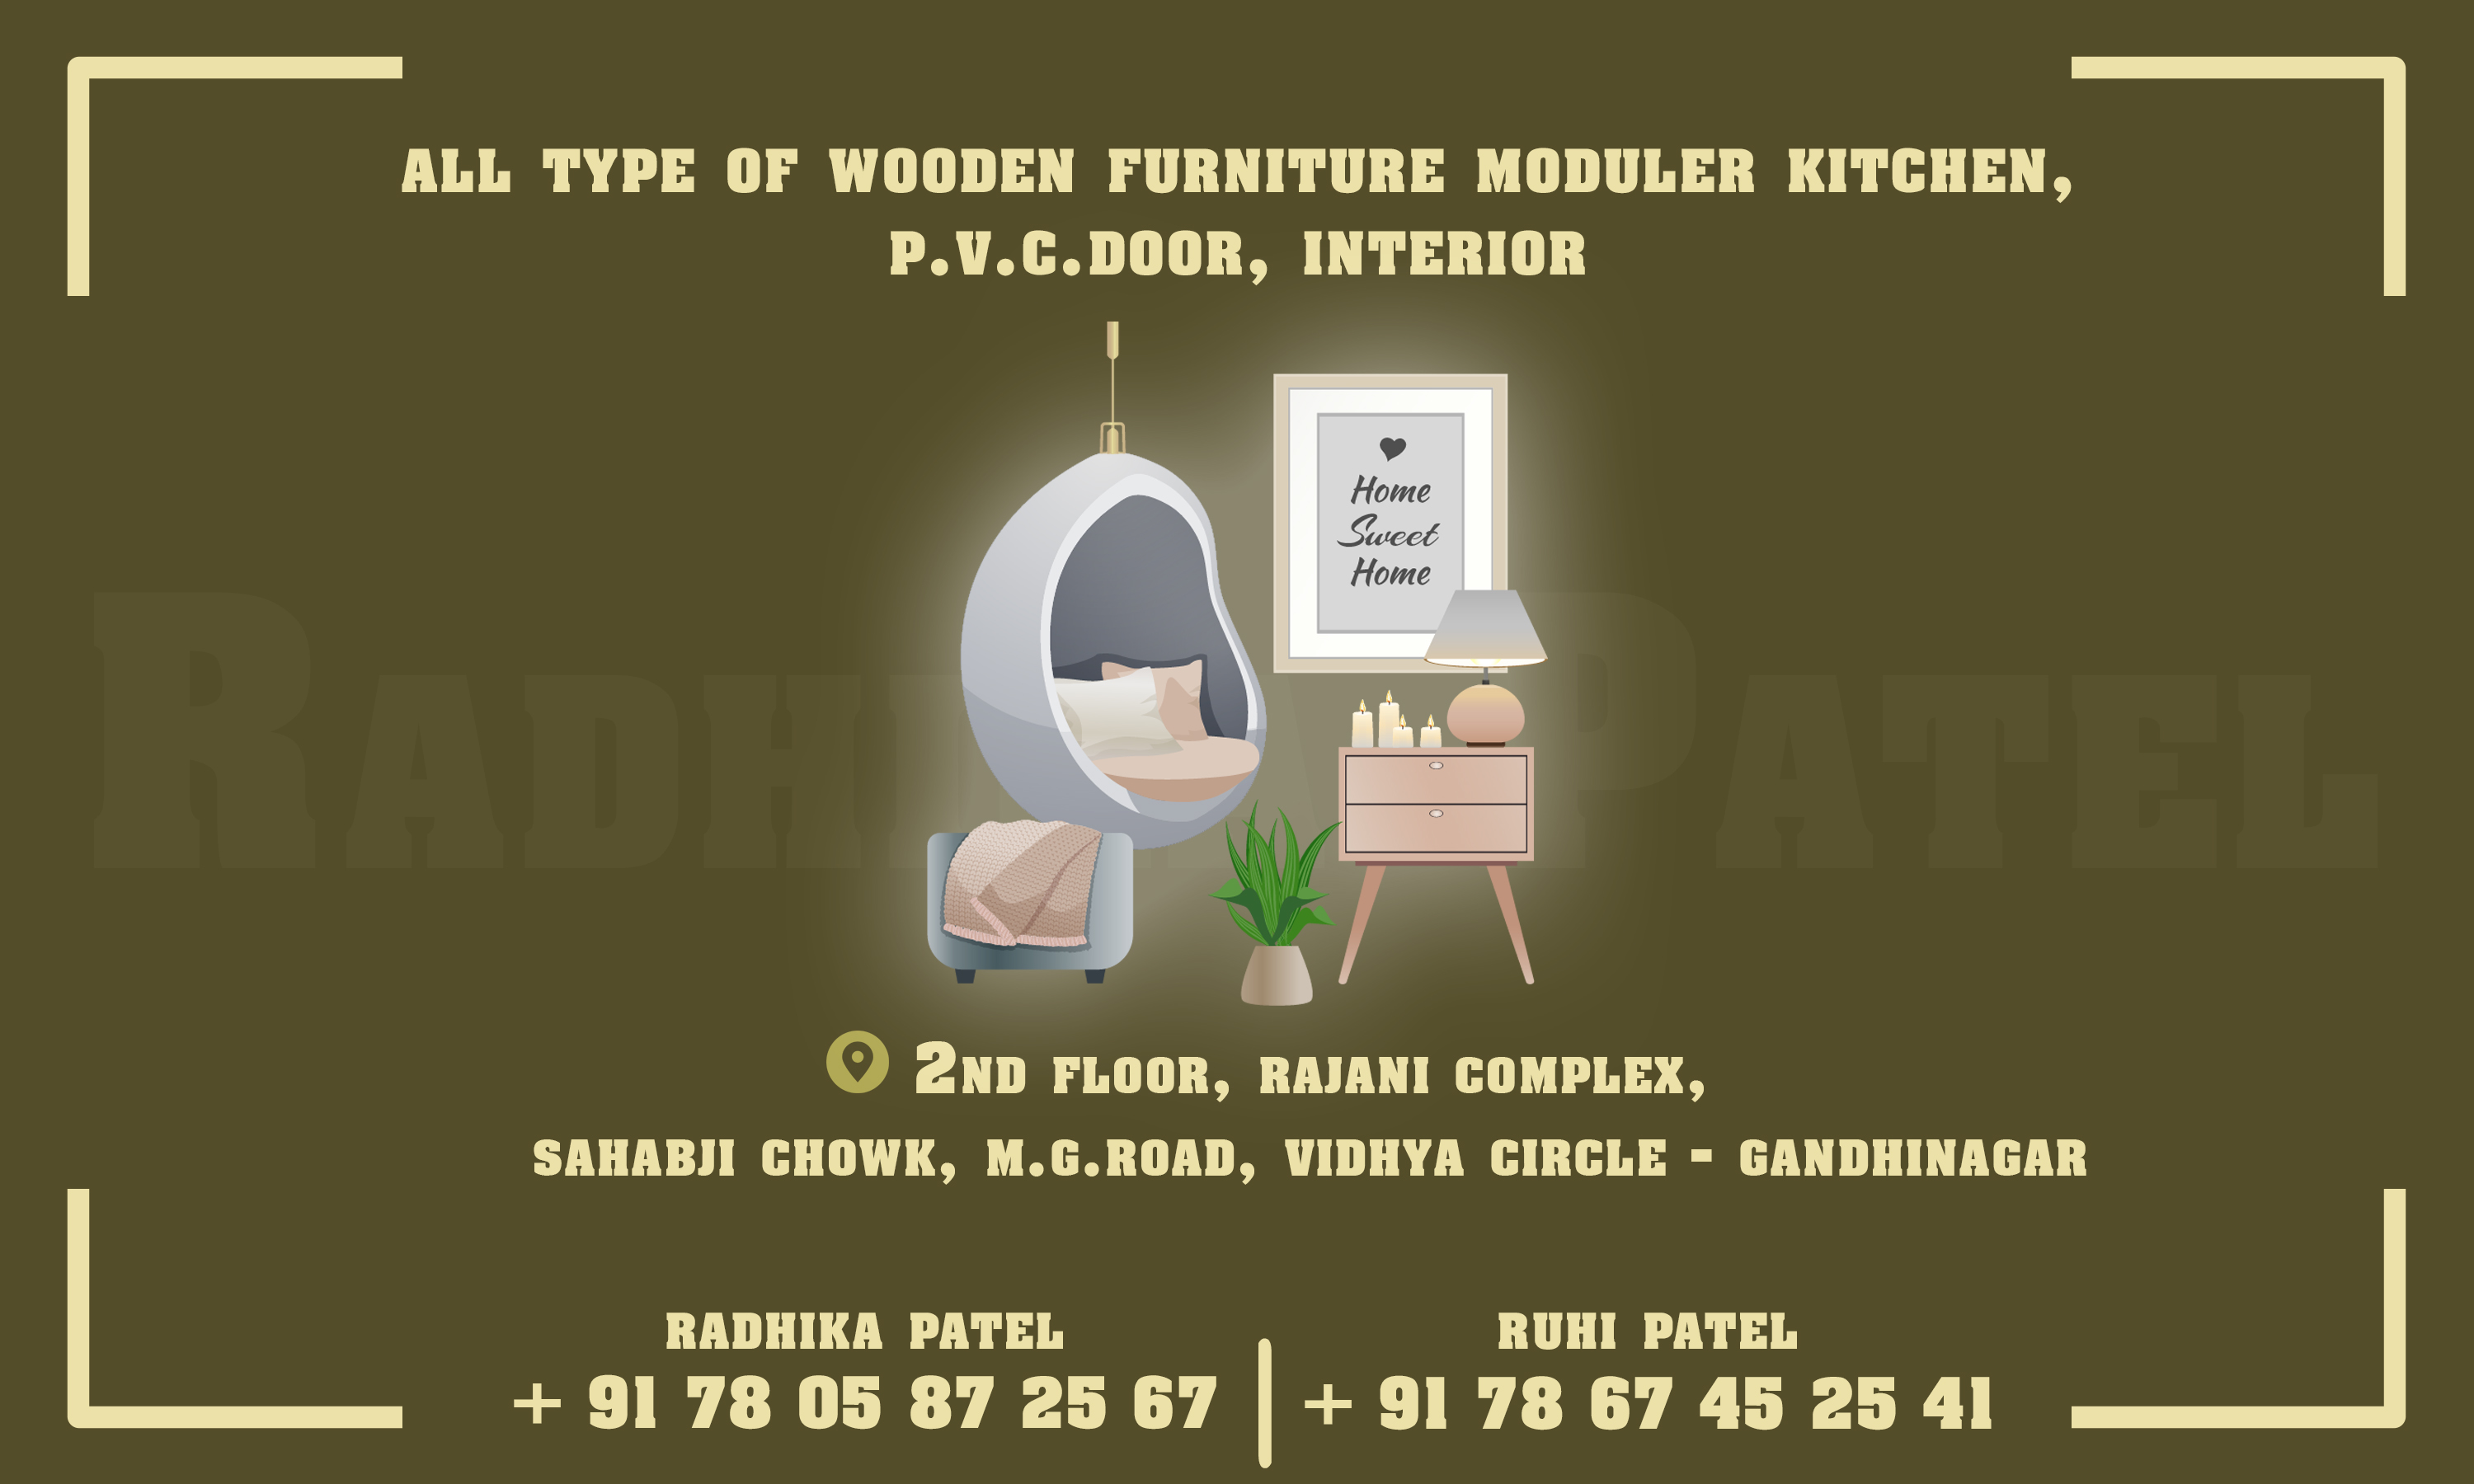 ALL TYPE OF WOODEN FURNITURE MODULER KITCHEN,
P.V.C.DOOR, INTERIOR
Home
Sweet
Home
RADHI PATEL
2ND FLOOR, RAJANI COMPLEX,
SAHABJI CHOWK, M.G.ROAD, VIDHYA CIRCLE - GANDHINAGAR
RADHIKA PATEL
+ 91 78 05 87 25 67
RUHI PATEL
+ 91 78 67 45 25 41